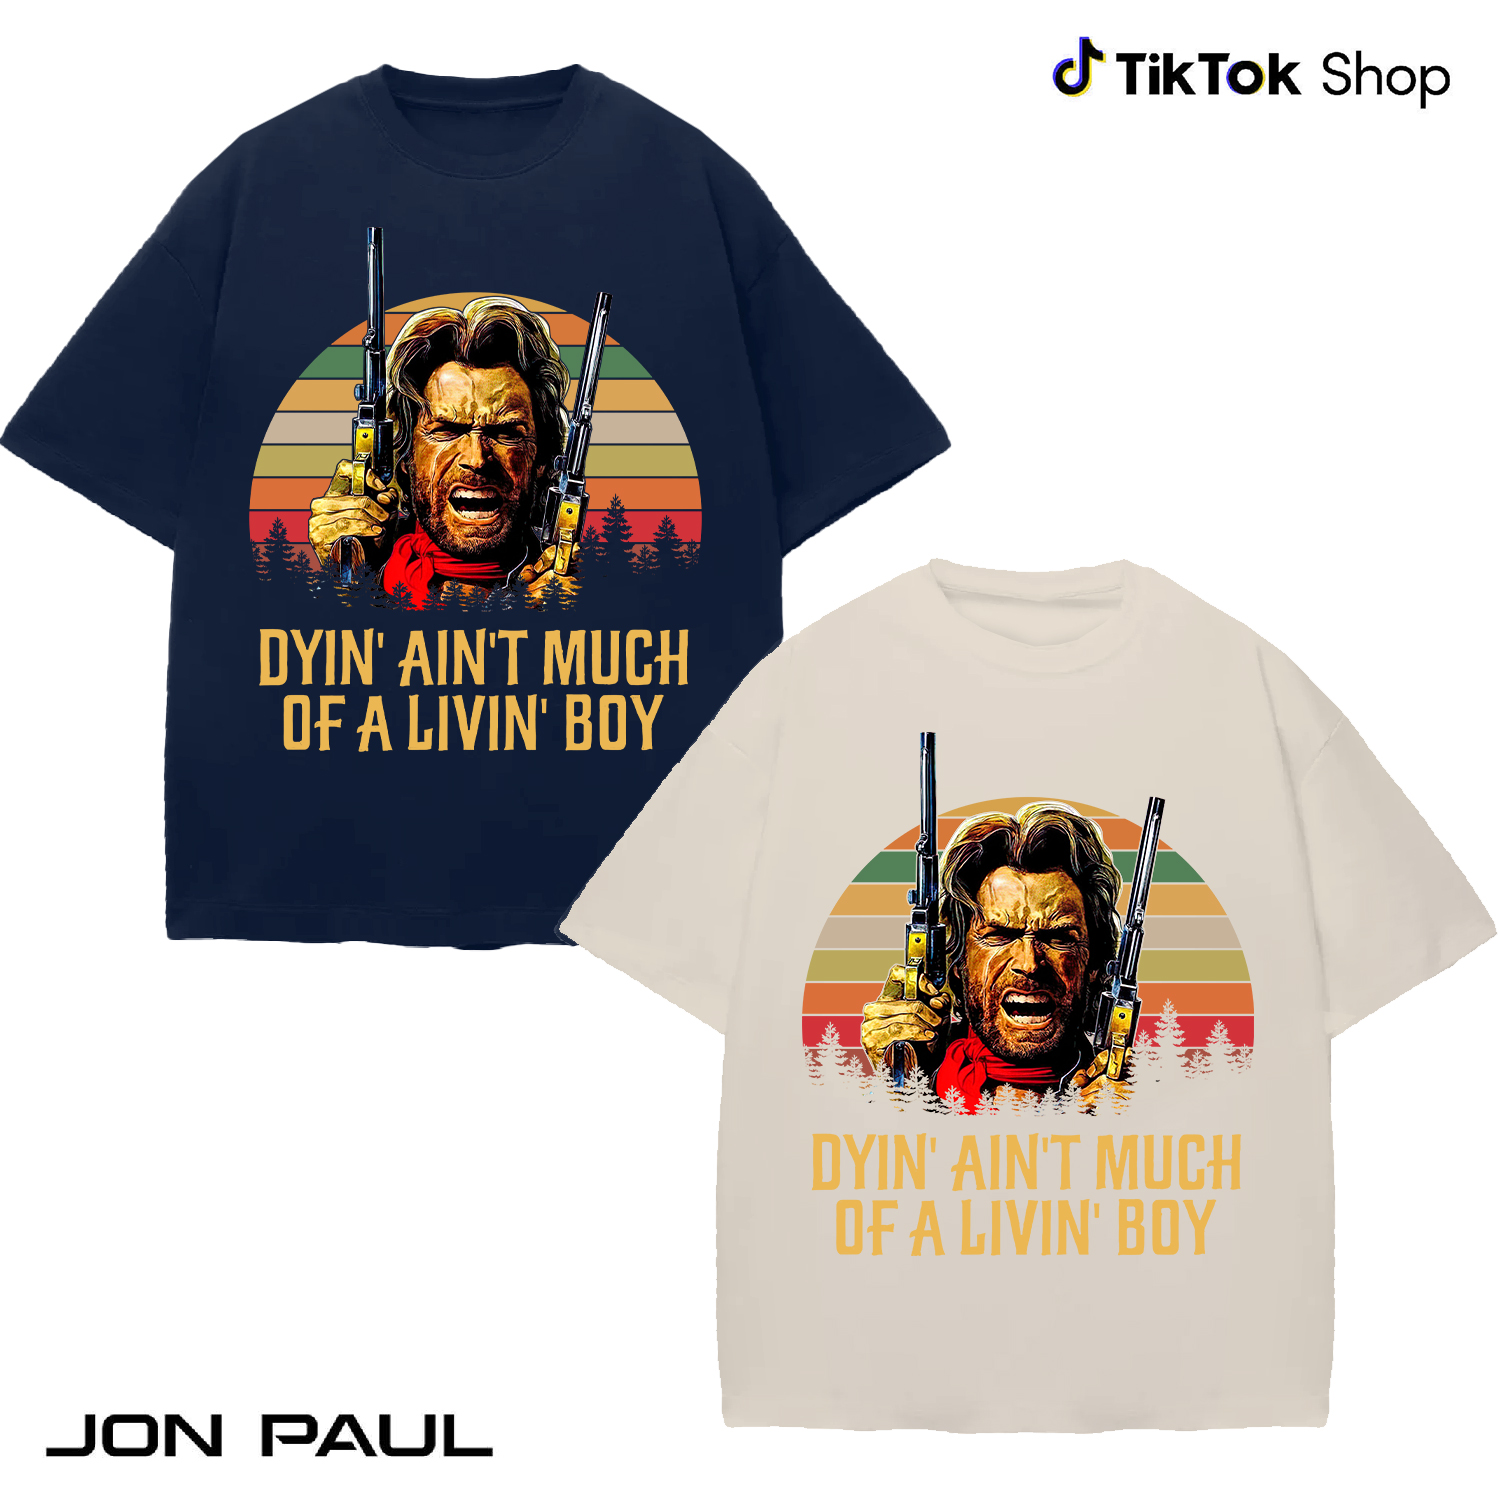 TikTok Shop
DYIN' AIN'T MUCH
OF A LIVIN' BOY
DYIN' AIN'T MUCH
OF A LIVIN' BOY
JON PAUL